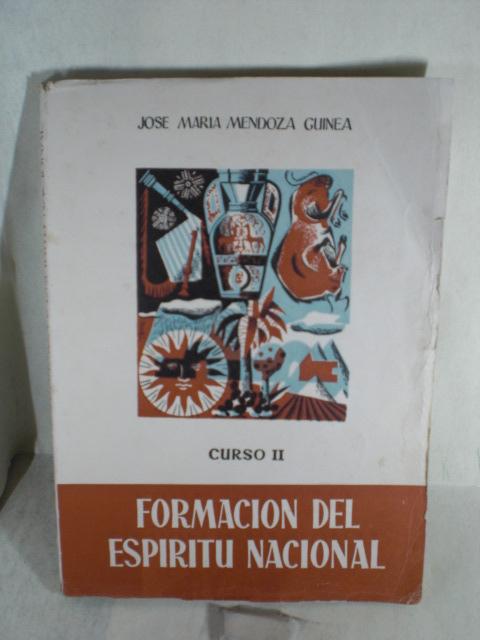 JOSE MARIA MENDOZA GUINEA
CURSO II
FORMACION DEL
ESPIRITU NACIONAL